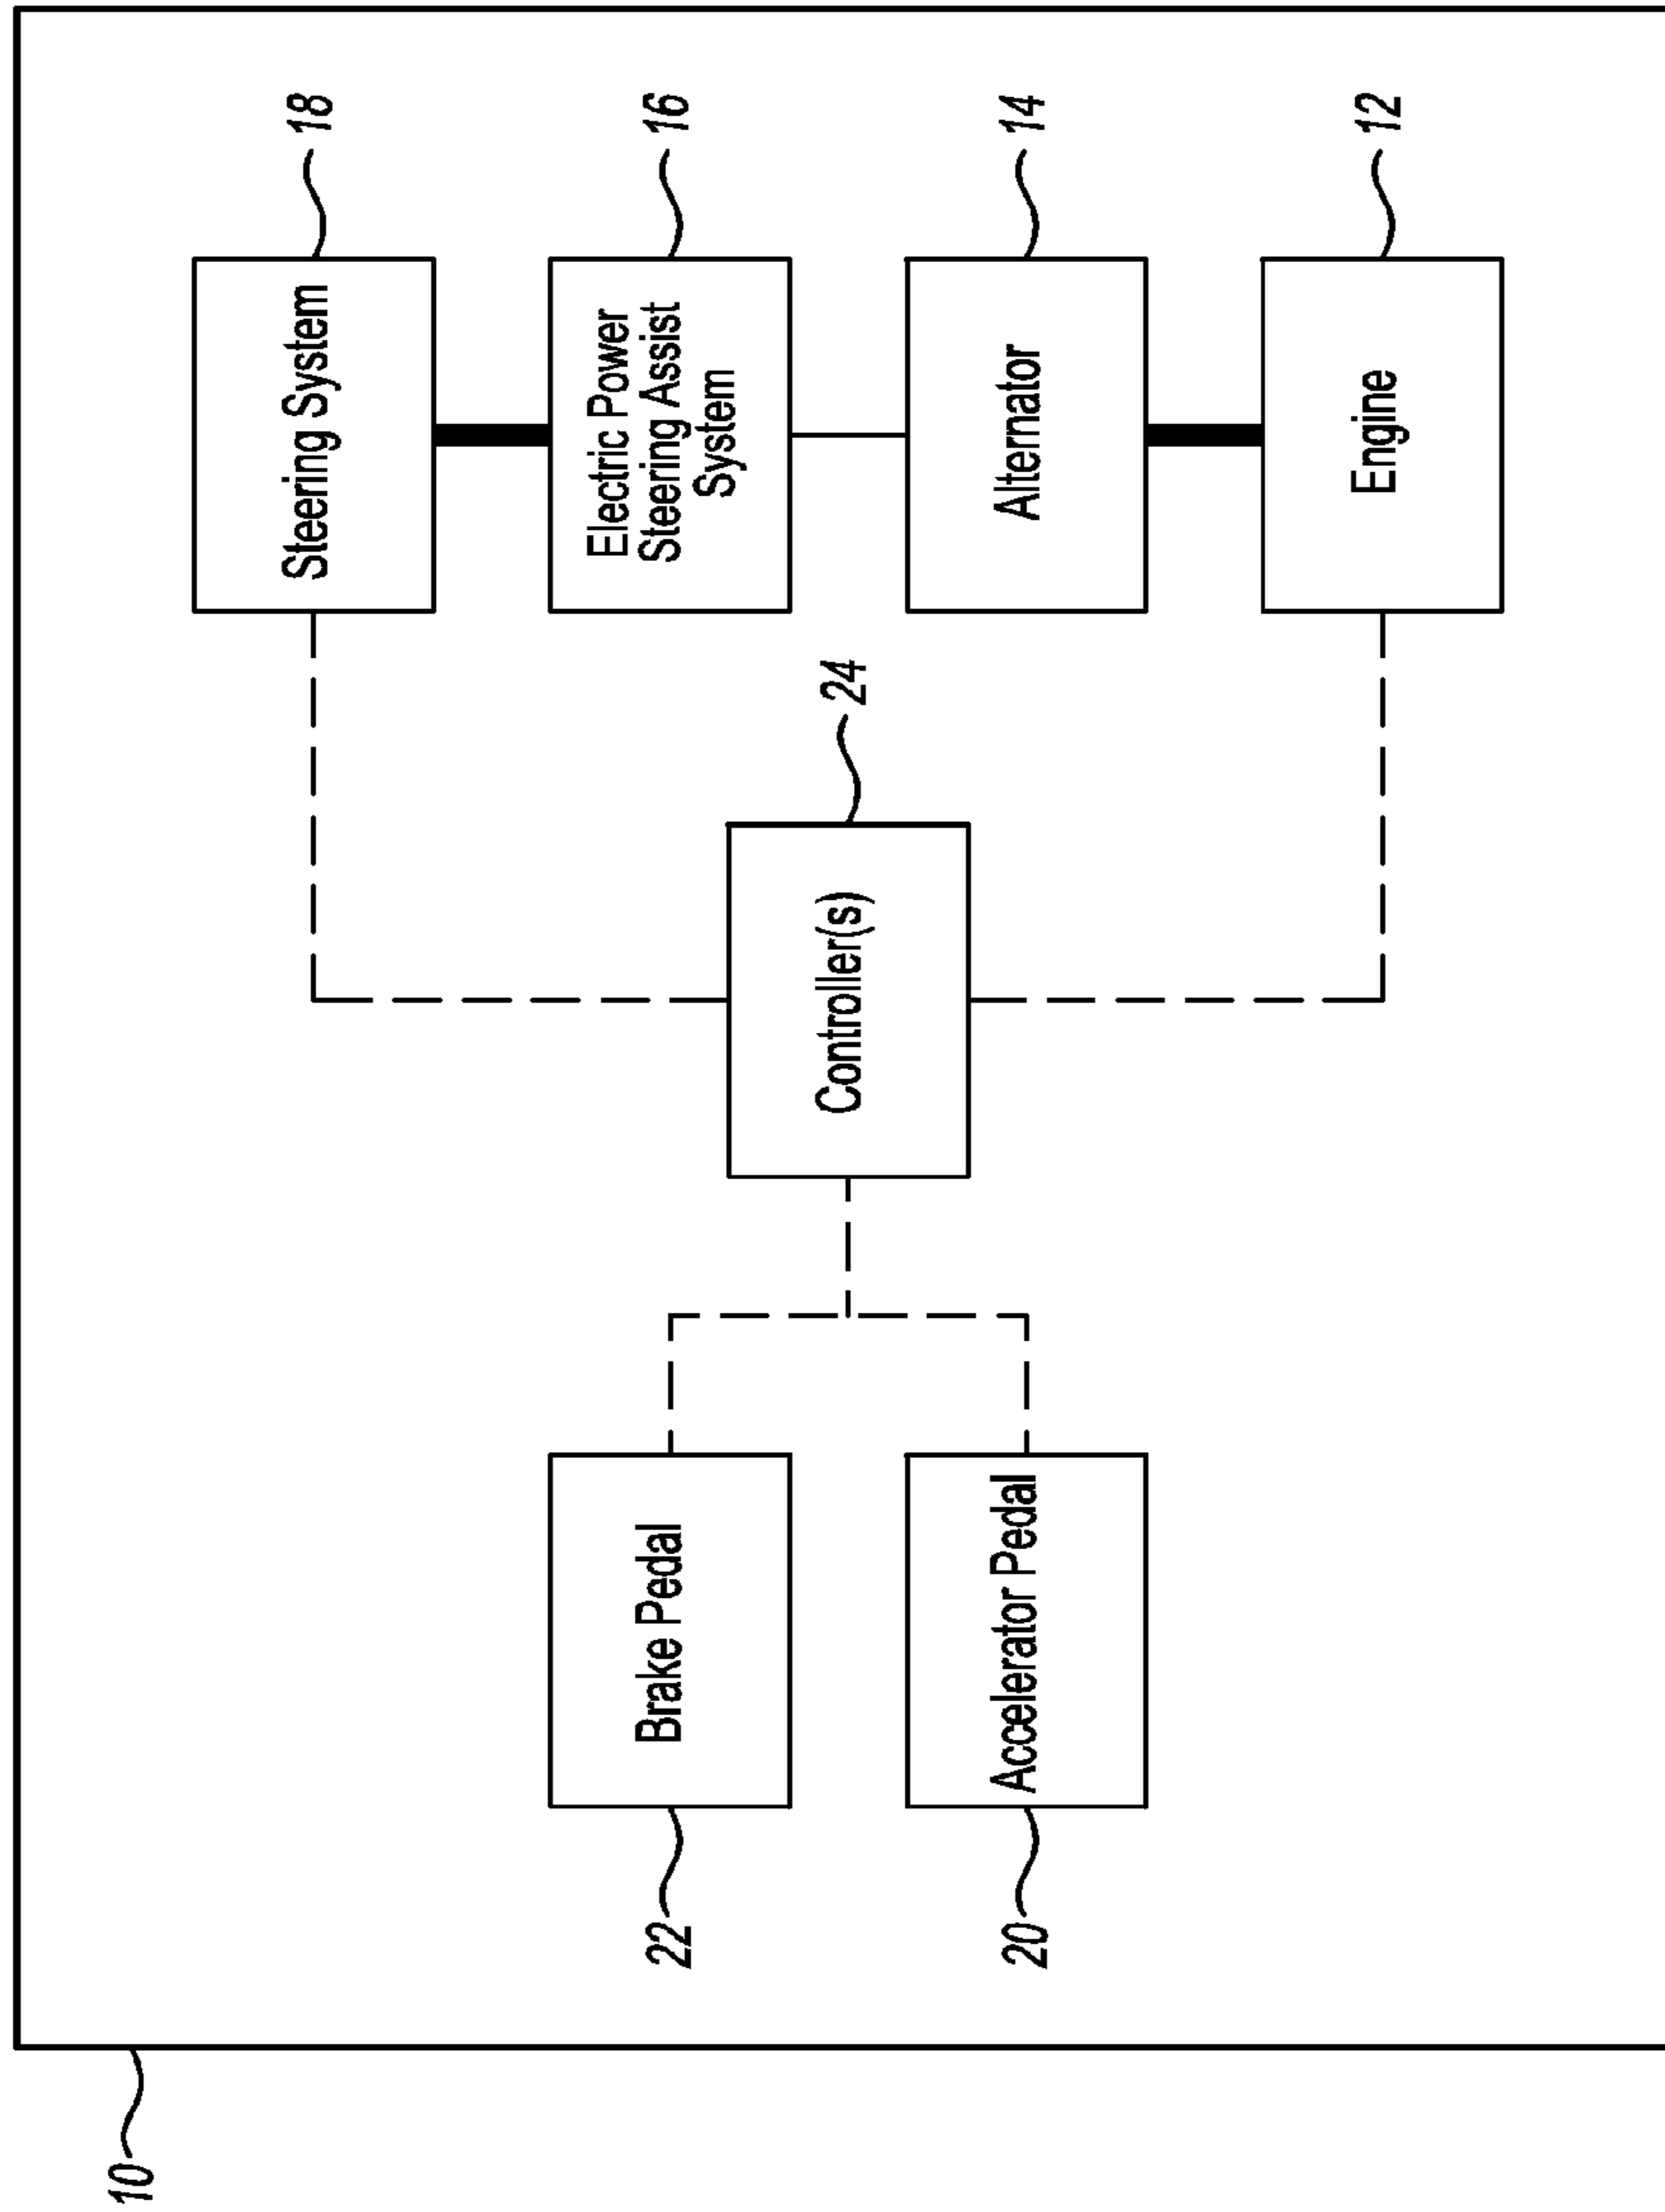 10
22
Brake Pedal
20
Accelerator Pedal
Controller(s)
24
Steering System
18
Electric Power
Steering Assist
System
16
Alternator
14
Engine
12